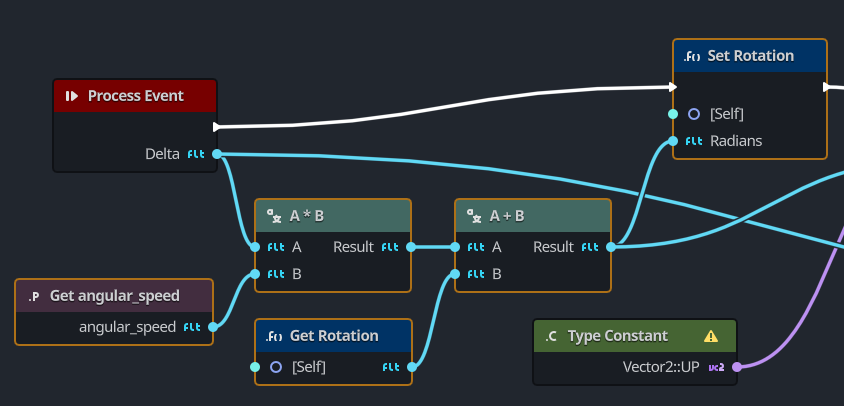 Set Rotation
[Self]
flt Radians
Process Event
Delta flt
A * B
flt A Result flt
flt B
A + B
flt A Result flt
flt B
.P Get angular_speed
angular_speed flt
Get Rotation
[Self] flt
.C Type Constant
Vector2::UP vc2